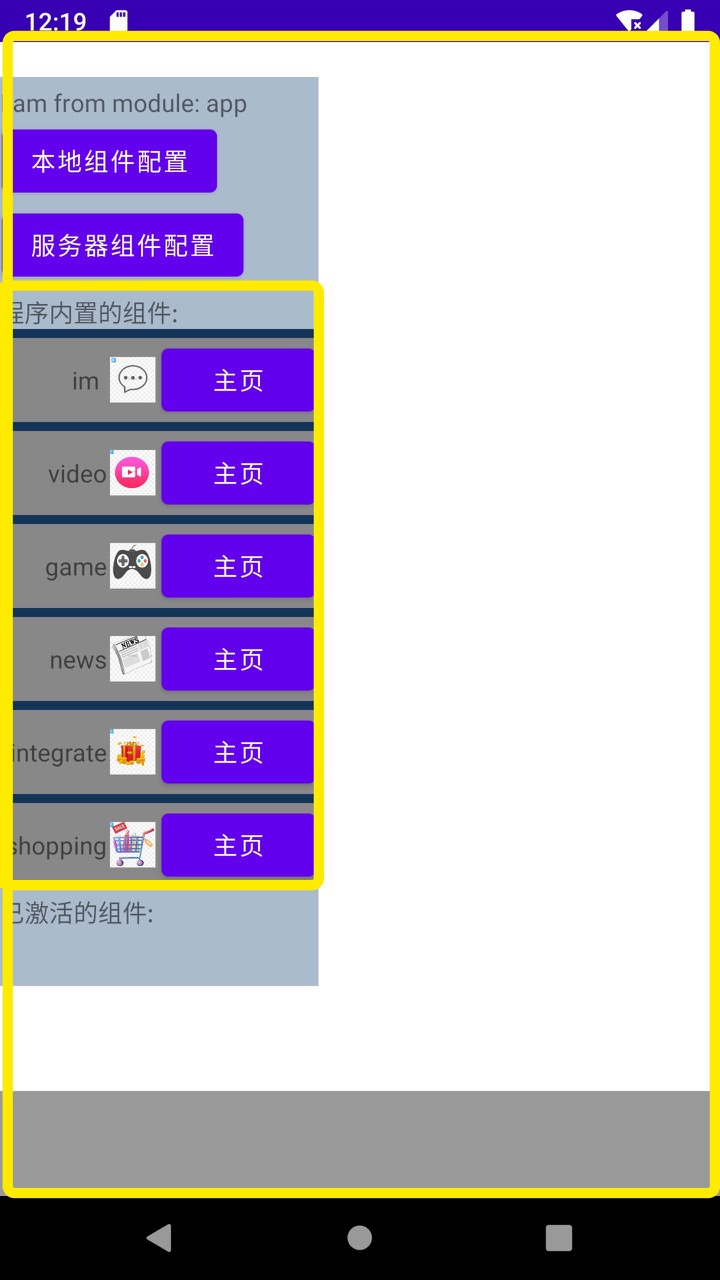 12:19
am from module: app
本地组件配置
服务器组件配置
程序内置的组件:
im 主页
video 主页
game 主页
NEWS
news 主页
integrate 主页
SALE
shopping 主页
已激活的组件: